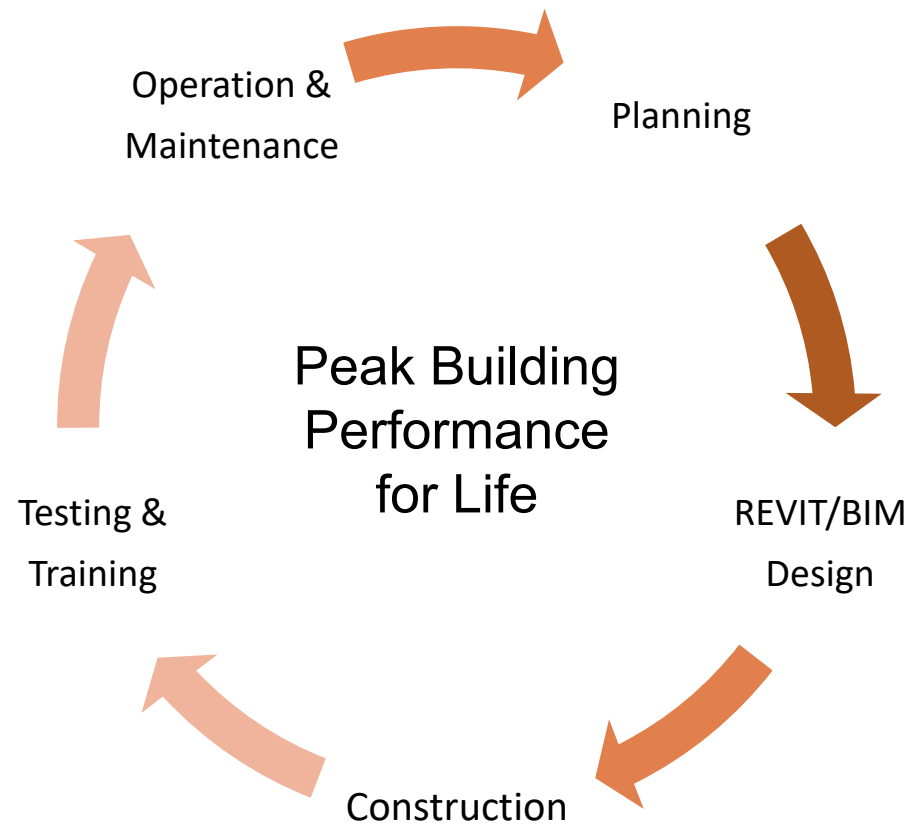 Operation &
Maintenance
Planning
Peak Building
Performance
for Life
Testing &
Training
REVIT/BIM
Design
Construction